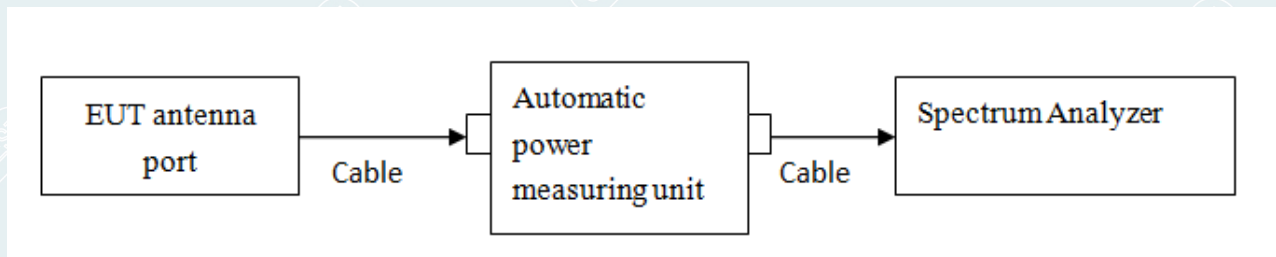 EUT antenna
port
Cable
Automatic
power
measuring unit
Cable
Spectrum Analyzer